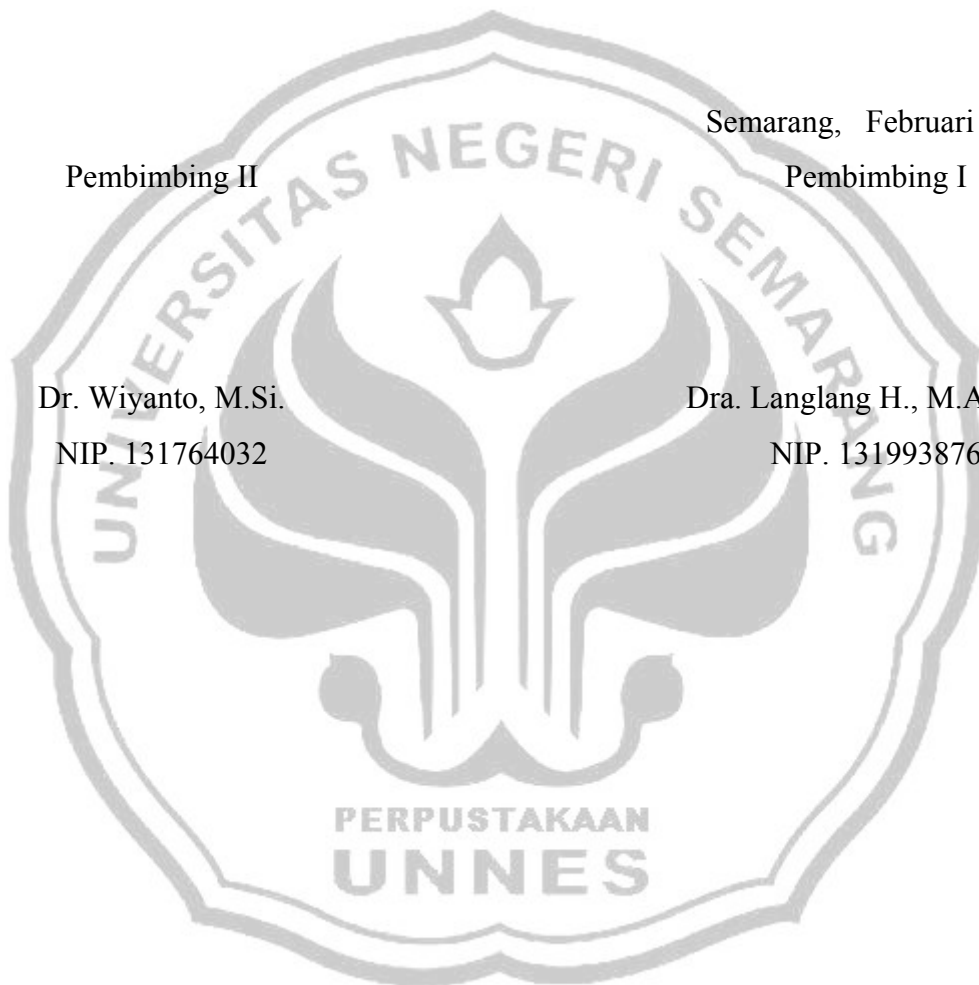 Semarang, Februari
Pembimbing II Pembimbing I
Dr. Wiyanto, M.Si. Dra. Langlang H., M.A
NIP. 131764032 NIP. 131993876
UNIVERSITAS NEGERI SEMARANG
PERPUSTAKAAN
UNNES